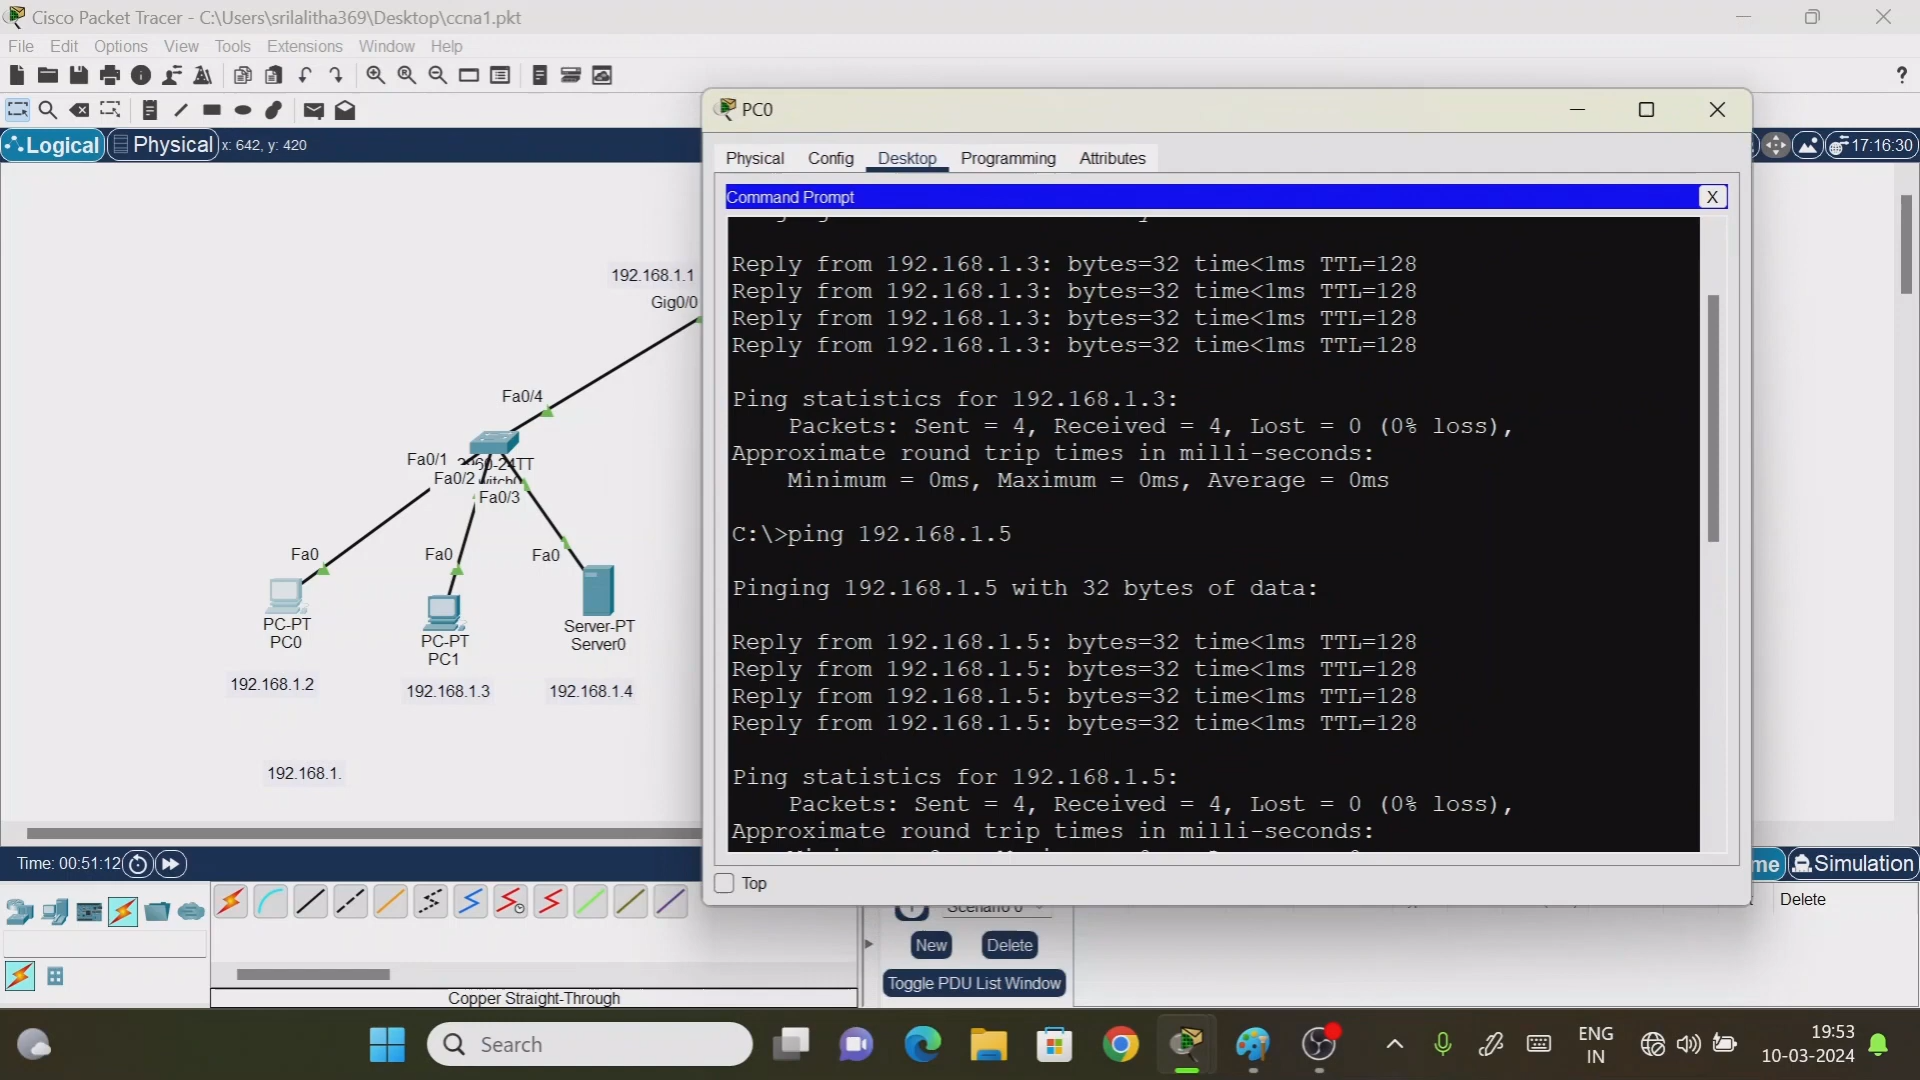 Cisco Packet Tracer - C:\Users\srilalitha369\Desktop\ccna1.pkt
File Edit Options View Tools Extensions Window Help
?
Logical Physical x: 642, y: 420
17:16:30
192.168.1.1
Gig0/0
Fa0/4
Fa0/1
Fa0/2
Fa0/3
Fa0
Fa0
Fa0
PC-PT
PC0
PC-PT
PC1
Server-PT
Server0
192.168.1.2
192.168.1.3
192.168.1.4
192.168.1.
PC0
Physical Config Desktop Programming Attributes
Command Prompt
X
Reply from 192.168.1.3: bytes=32 time<1ms TTL=128
Reply from 192.168.1.3: bytes=32 time<1ms TTL=128
Reply from 192.168.1.3: bytes=32 time<1ms TTL=128
Reply from 192.168.1.3: bytes=32 time<1ms TTL=128
Ping statistics for 192.168.1.3:
Packets: Sent = 4, Received = 4, Lost = 0 (0% loss),
Approximate round trip times in milli-seconds:
Minimum = 0ms, Maximum = 0ms, Average = 0ms
C:\>ping 192.168.1.5
Pinging 192.168.1.5 with 32 bytes of data:
Reply from 192.168.1.5: bytes=32 time<1ms TTL=128
Reply from 192.168.1.5: bytes=32 time<1ms TTL=128
Reply from 192.168.1.5: bytes=32 time<1ms TTL=128
Reply from 192.168.1.5: bytes=32 time<1ms TTL=128
Ping statistics for 192.168.1.5:
Packets: Sent = 4, Received = 4, Lost = 0 (0% loss),
Approximate round trip times in milli-seconds:
Top
Time: 00:51:12
me Simulation
Delete
New Delete
Toggle PDU List Window
Copper Straight-Through
Search
ENG
IN
19:53
10-03-2024